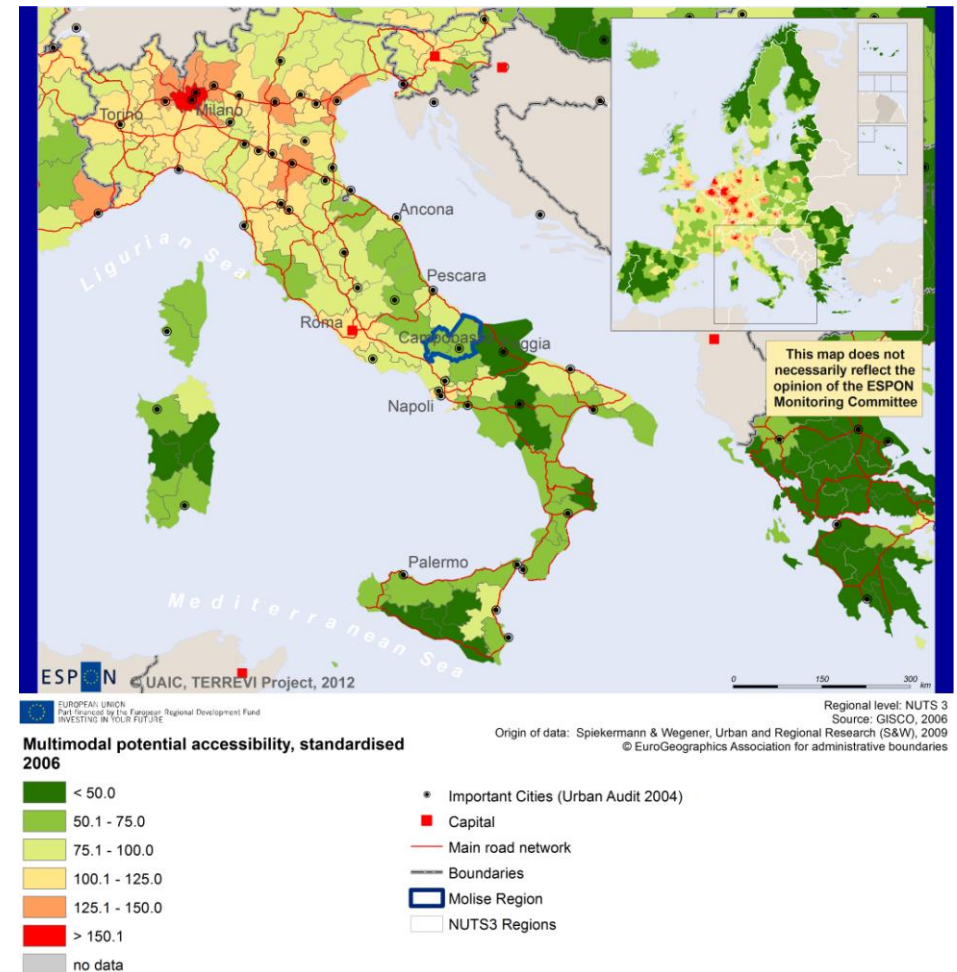 Torino
Milano
Ancona
Ligurian Sea
Pescara
Roma
Campobas
ggia
Napoli
This map does not
necessarily reflect the
opinion of the ESPON
Monitoring Committee
Palermo
Mediterranean Sea
ESPON © UAIC, TERREVI Project, 2012
0 150 300
km
EUROPEAN UNION
Part-financed by the European Regional Development Fund
INVESTING IN YOUR FUTURE
Regional level: NUTS 3
Source: GISCO, 2006
Origin of data: Spiekermann & Wegener, Urban and Regional Research (S&W), 2009
© EuroGeographics Association for administrative boundaries
Multimodal potential accessibility, standardised
2006
< 50.0
50.1 - 75.0
75.1 - 100.0
100.1 - 125.0
125.1 - 150.0
> 150.1
no data
Important Cities (Urban Audit 2004)
Capital
Main road network
Boundaries
Molise Region
NUTS3 Regions